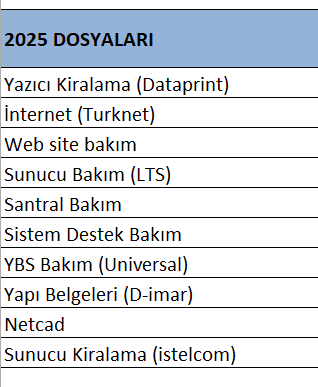 2025 DOSYALARI
Yazıcı Kiralama (Dataprint)
İnternet (Turknet)
Web site bakım
Sunucu Bakım (LTS)
Santral Bakım
Sistem Destek Bakım
YBS Bakım (Universal)
Yapı Belgeleri (D-imar)
Netcad
Sunucu Kiralama (istelcom)